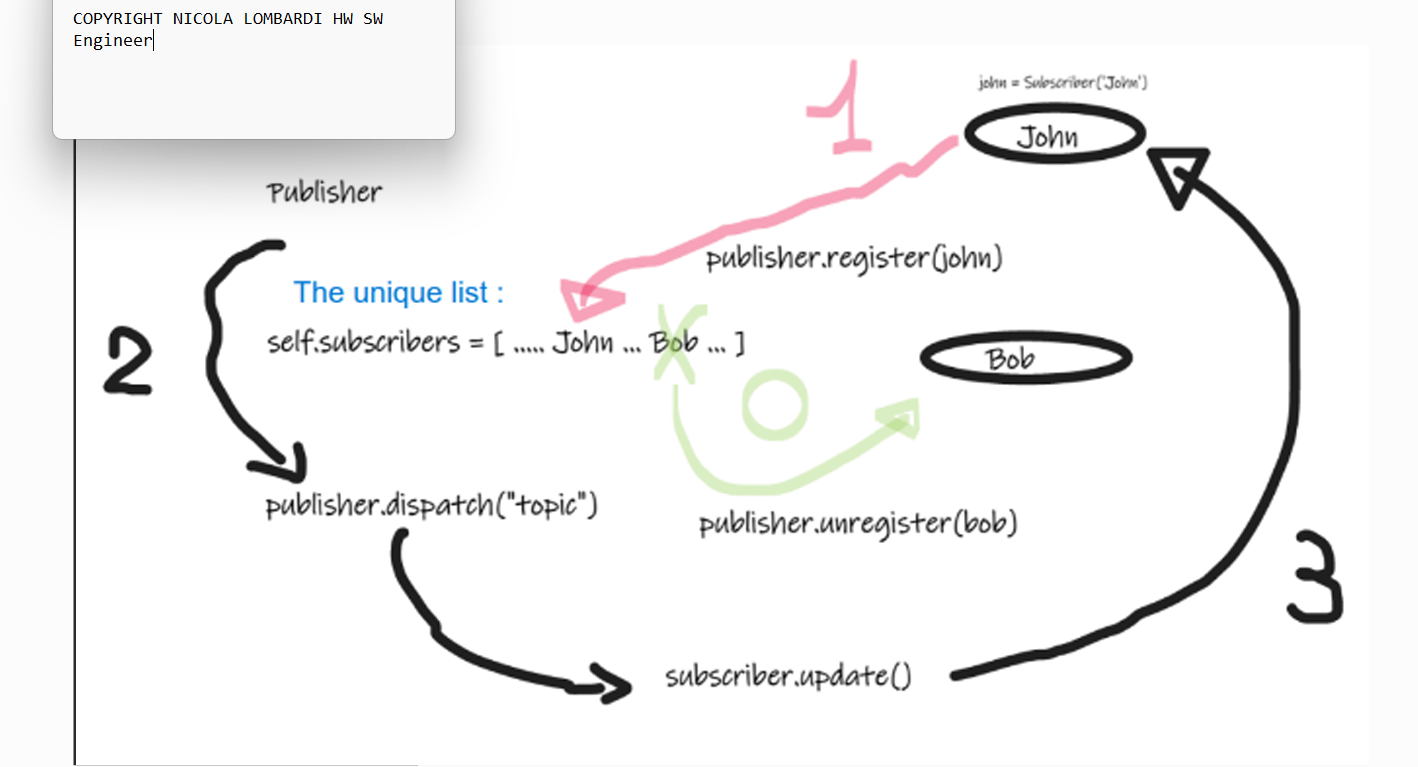 COPYRIGHT NICOLA LOMBARDI HW SW
Engineer
1
john = Subscriber('John')
John
Publisher
publisher.register(john)
The unique list :
self.subscribers = [ ..... John ... Bob ... ]
X
2
Bob
O
publisher.dispatch("topic")
publisher.unregister(bob)
3
subscriber.update()